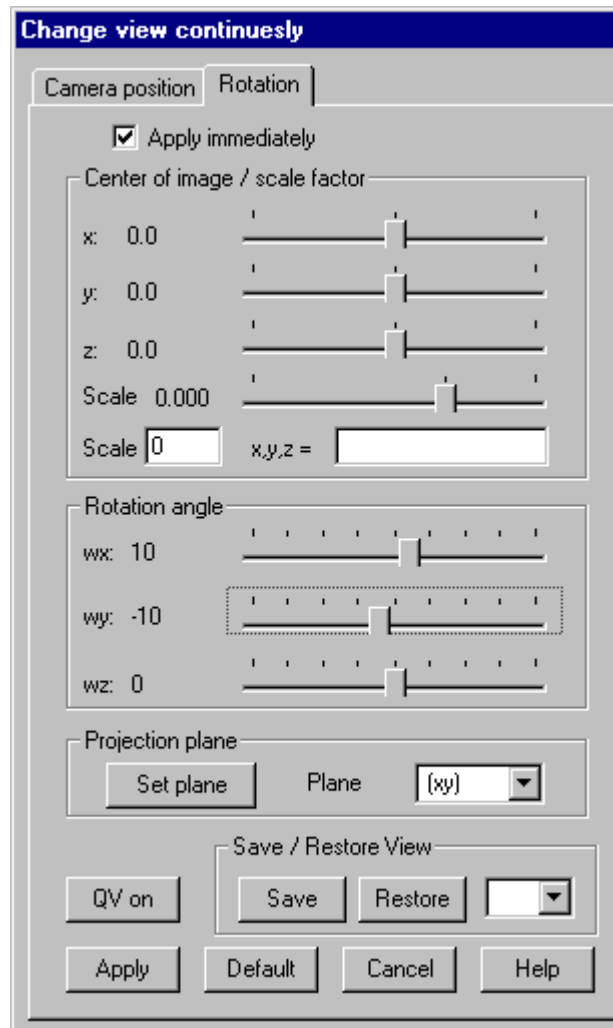 Change view continuesly
Camera position Rotation
Apply immediately
Center of image / scale factor
x: 0.0
y: 0.0
z: 0.0
Scale 0.000
Scale 0 x,y,z =
Rotation angle
wx: 10
wy: -10
wz: 0
Projection plane
Set plane Plane (xy)
Save / Restore View
QV on Save Restore
Apply Default Cancel Help